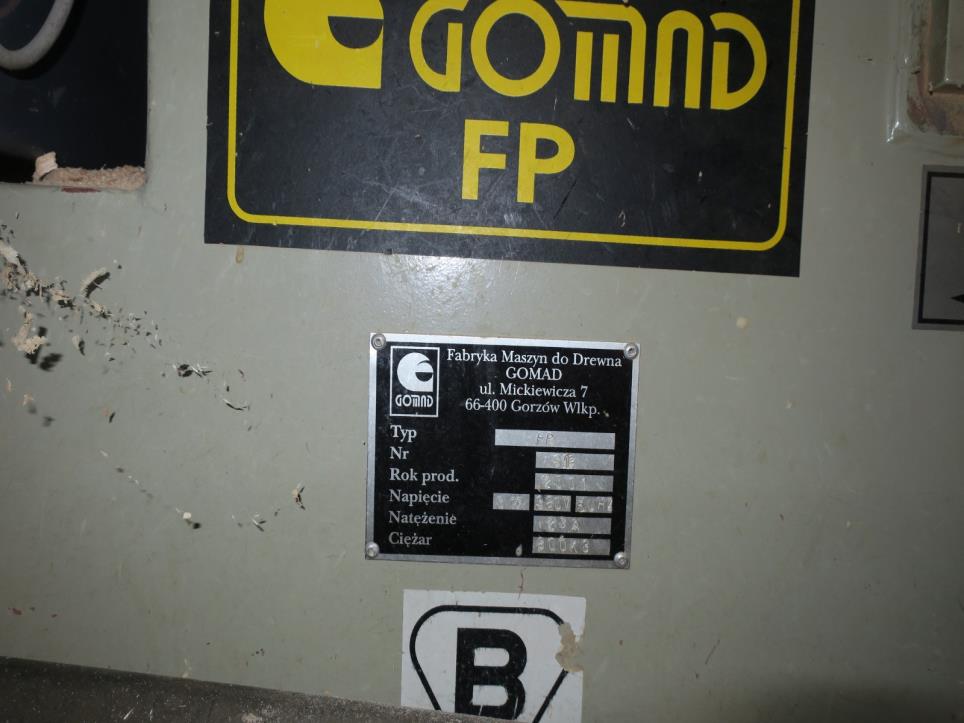 GOMAD
FP
GOMAD
Fabryka Maszyn do Drewna
GOMAD
ul. Mickiewicza 7
66-400 Gorzów Wlkp.
Typ FP
Nr
Rok prod.
Napięcie
Natężenie
Ciężar 800KG
B